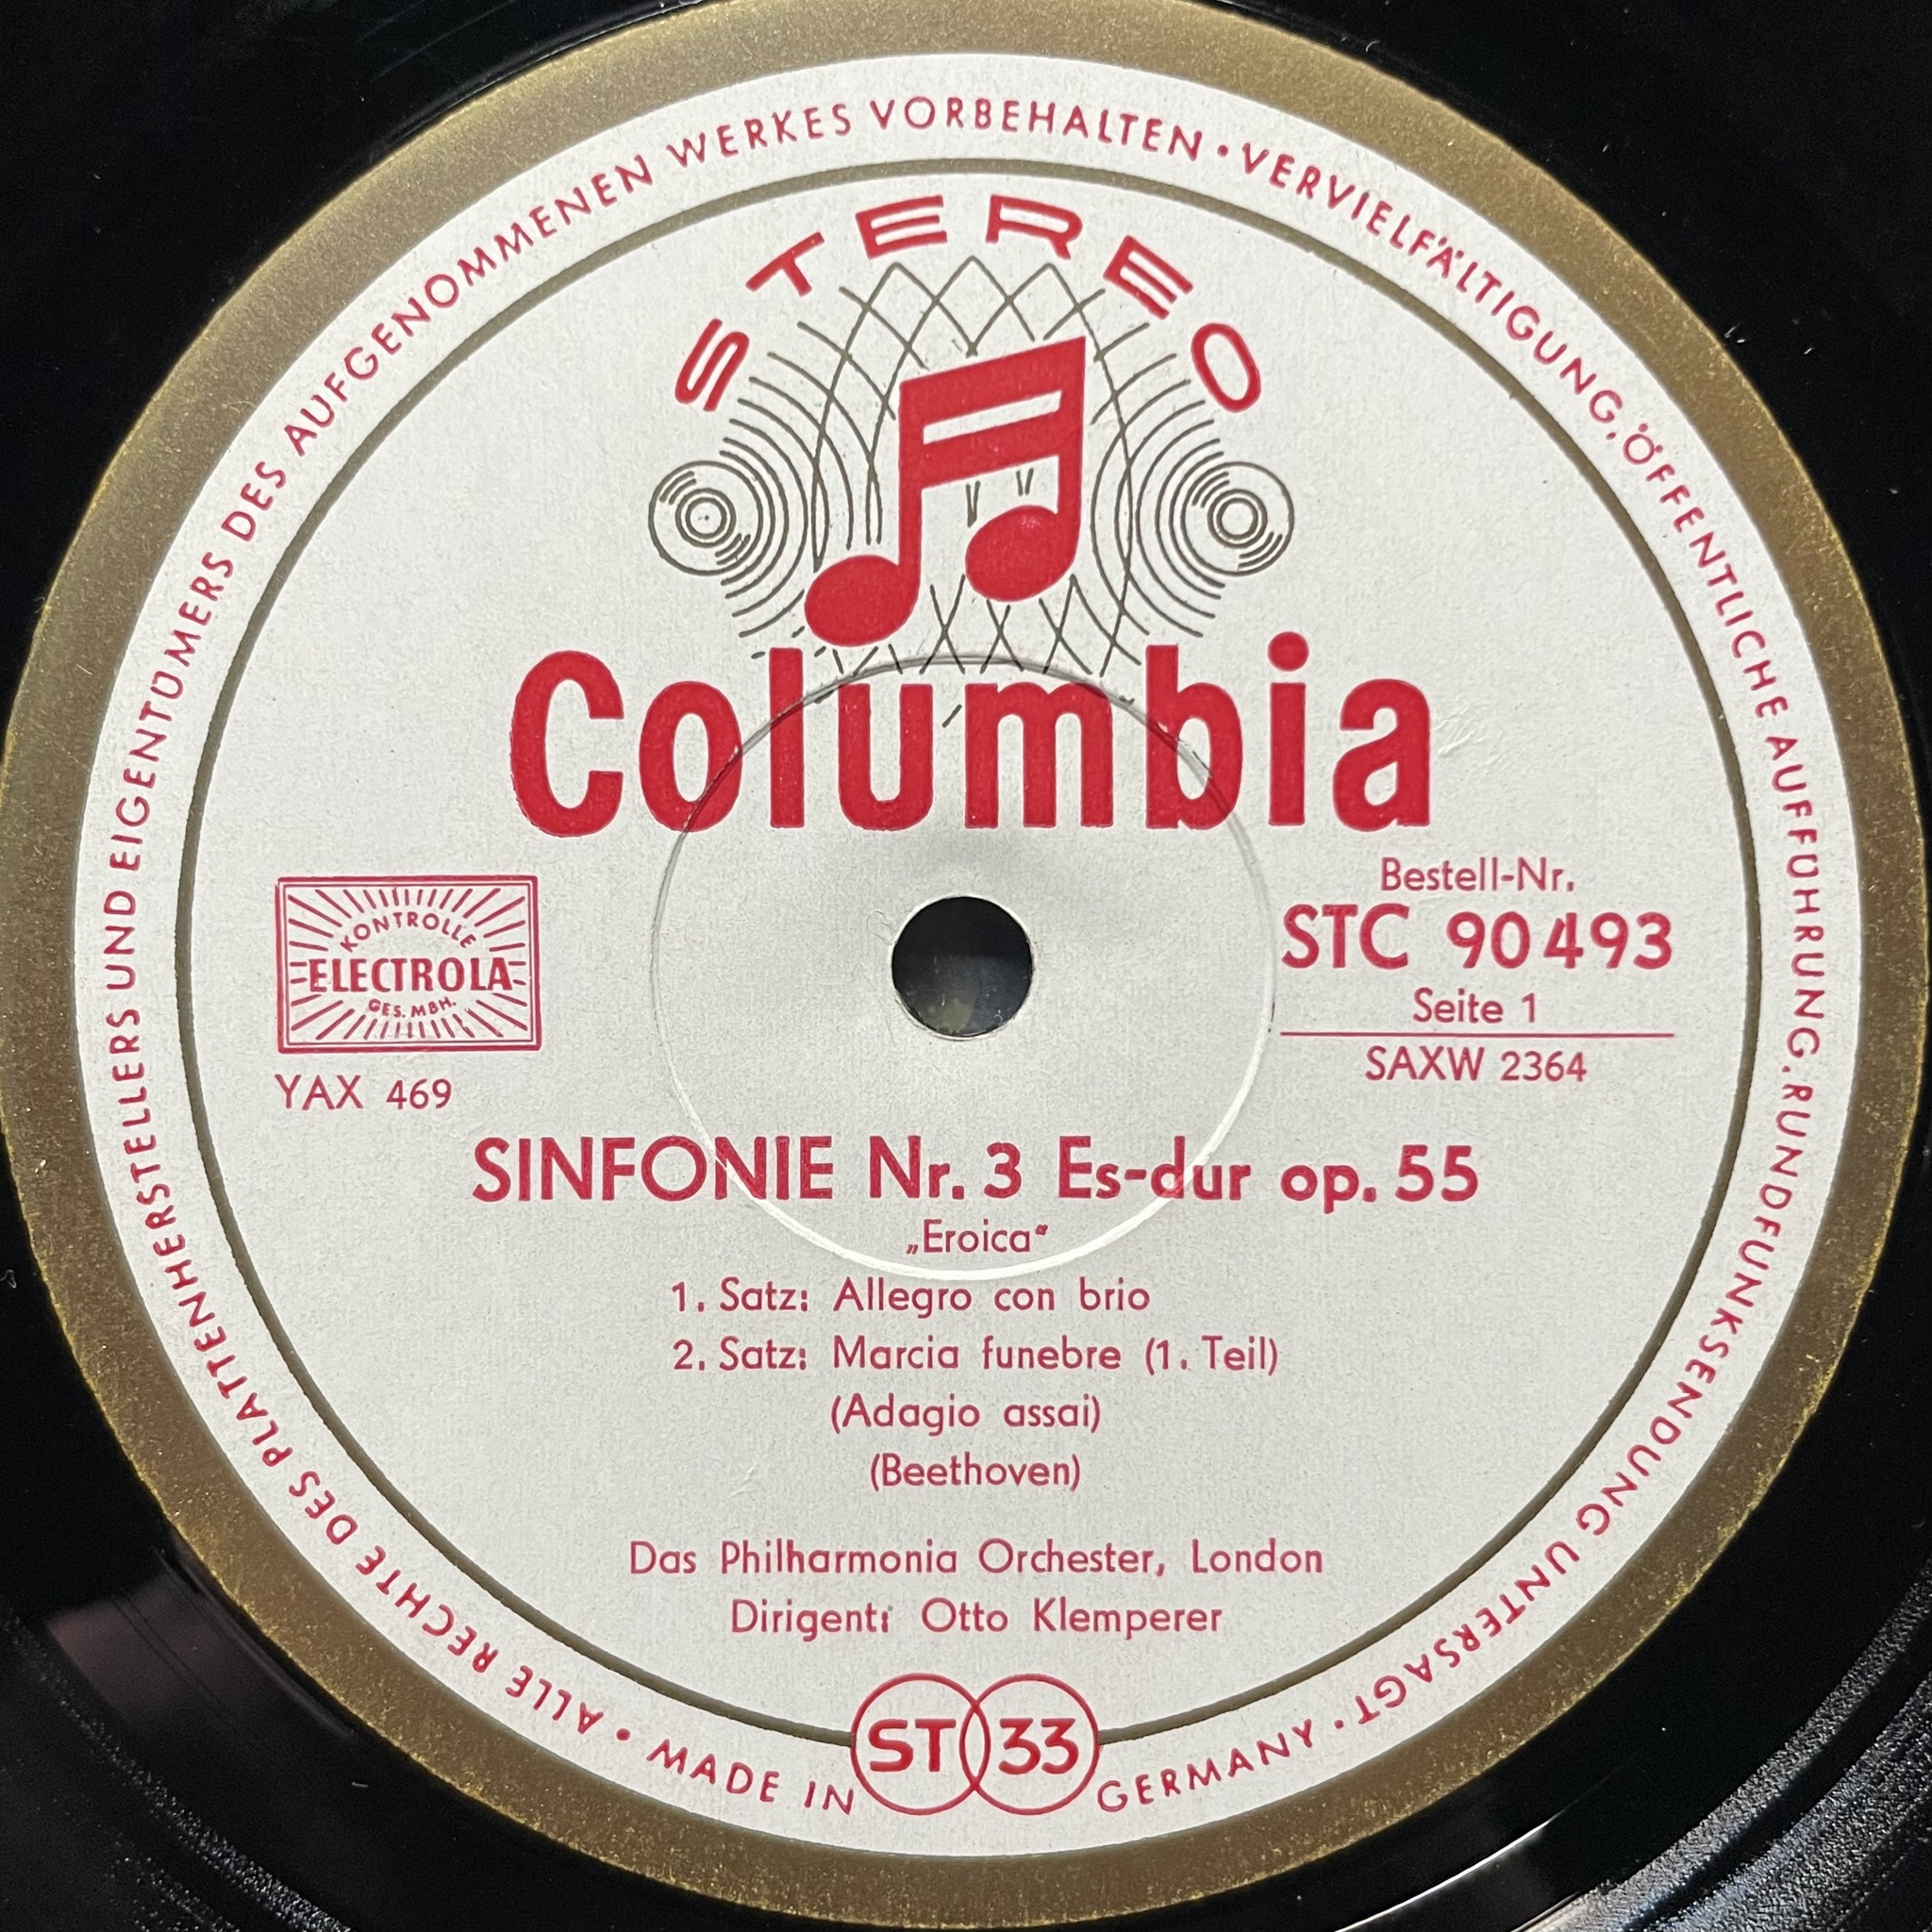 ALLE RECHTE DES PLATTENHERSTELLERS UND EIGENTÜMERS DES AUFGENOMMENEN WERKES VORBEHALTEN • VERVIELFÄLTIGUNG, ÖFFENTLICHE AUFFÜHRUNG, RUNDFUNKSENDUNG UNTERSAGT •
STEREO
Columbia
KONTROLLE
ELECTROLA
GES. MBH.
YAX 469
Bestell-Nr.
STC 90493
Seite 1
SAXW 2364
SINFONIE Nr. 3 Es-dur op. 55
„Eroica“
1. Satz: Allegro con brio
2. Satz: Marcia funebre (1. Teil)
(Adagio assai)
(Beethoven)
Das Philharmonia Orchester, London
Dirigent: Otto Klemperer
• MADE IN ST 33 GERMANY